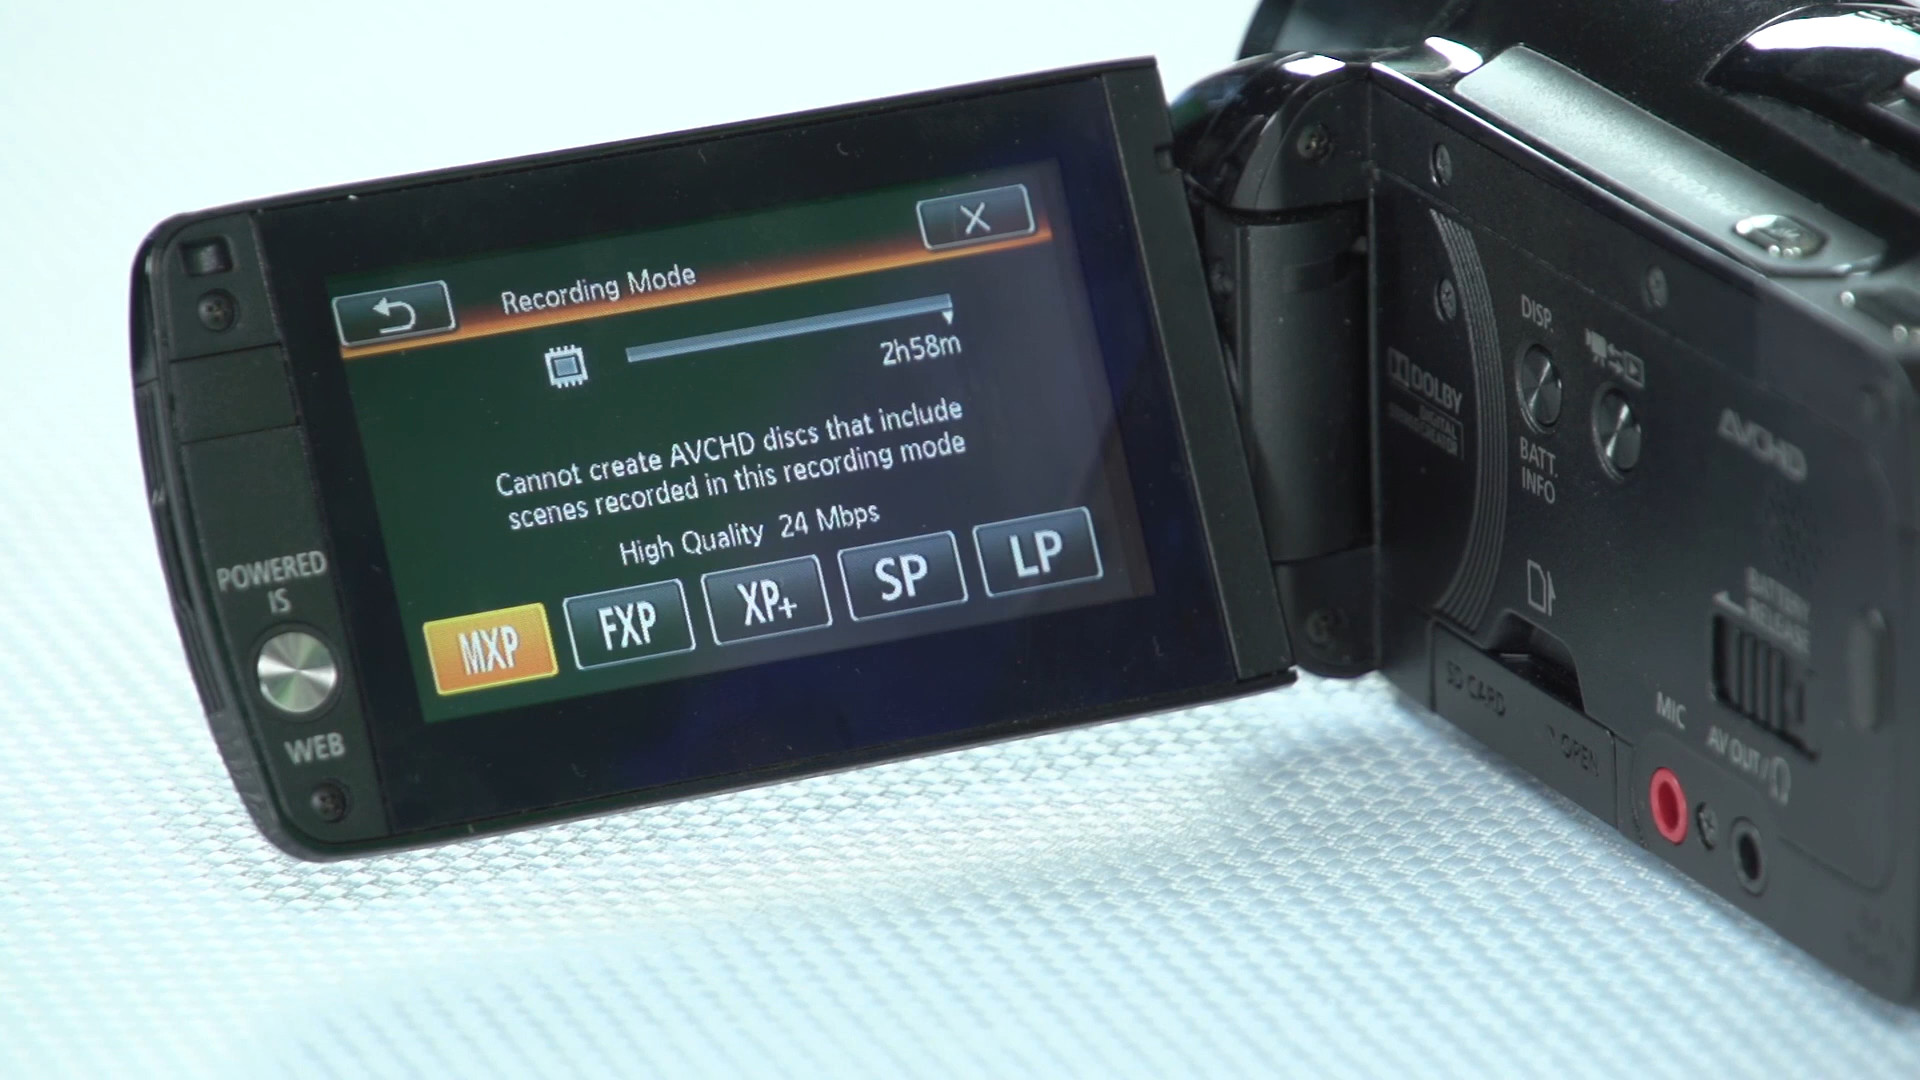 Recording Mode
2h58m
Cannot create AVCHD discs that include
scenes recorded in this recording mode
High Quality 24 Mbps
MXP FXP XP+ SP LP
POWERED
IS
WEB
DISP.
BATT.
INFO
DOLBY
DIGITAL
AVCHD
BATTERY
RELEASE
SD CARD
OPEN
MIC
AV OUT/